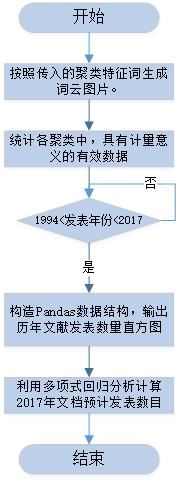 开始
按照传入的聚类特征词生成
词云图片。
统计各聚类中，具有计量意
义的有效数据
否
1994<发表年份<2017
是
构造Pandas数据结构，输出
历年文献发表数量直方图
利用多项式回归分析计算
2017年文档预计发表数目
结束